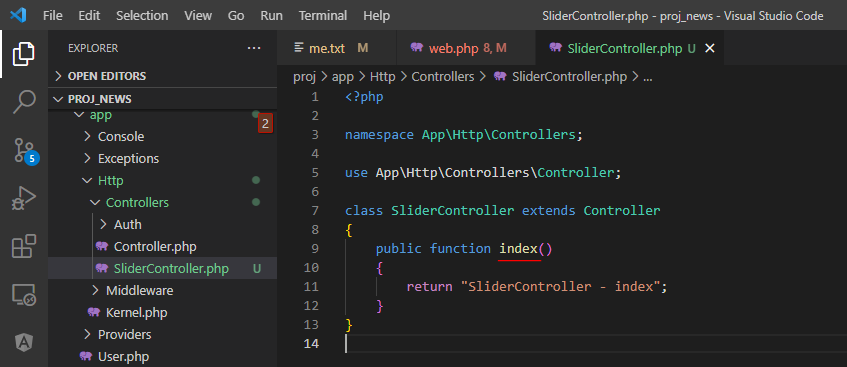 File Edit Selection View Go Run Terminal Help SliderController.php - proj_news - Visual Studio Code
EXPLORER ...
OPEN EDITORS
PROJ_NEWS
app
2
Console
Exceptions
Http
Controllers
Auth
Controller.php
SliderController.php U
Middleware
Kernel.php
Providers
User.php
5
me.txt M web.php 8, M SliderController.php U
proj > app > Http > Controllers > SliderController.php > ...
1 <?php
2
3 namespace App\Http\Controllers;
4
5 use App\Http\Controllers\Controller;
6
7 class SliderController extends Controller
8 {
9 public function index()
10 {
11 return "SliderController - index";
12 }
13 }
14